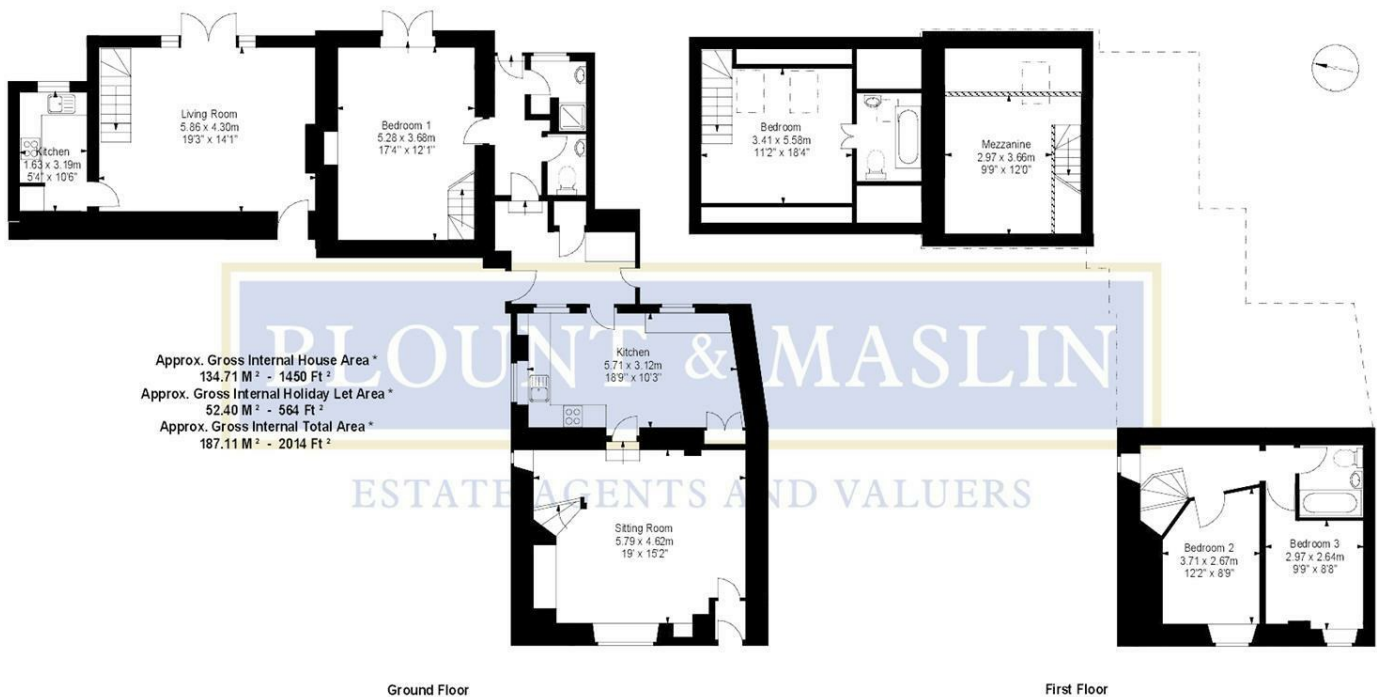 Living Room
5.86 x 4.30m
19'3" x 14'1"
Kitchen
1.63 x 3.19m
5'4" x 10'6"
Bedroom 1
5.28 x 3.68m
17'4" x 12'1"
Bedroom
3.41 x 5.58m
11'2" x 18'4"
Mezzanine
2.97 x 3.66m
9'9" x 12'0"
BLOUNT & MASLIN
ESTATE AGENTS AND VALUERS
Approx. Gross Internal House Area *
134.71 M² - 1450 Ft²
Approx. Gross Internal Holiday Let Area *
52.40 M² - 564 Ft²
Approx. Gross Internal Total Area *
187.11 M² - 2014 Ft²
Kitchen
5.71 x 3.12m
18'9" x 10'3"
Sitting Room
5.79 x 4.62m
19' x 15'2"
Bedroom 2
3.71 x 2.67m
12'2" x 8'9"
Bedroom 3
2.97 x 2.64m
9'9" x 8'8"
Ground Floor
First Floor